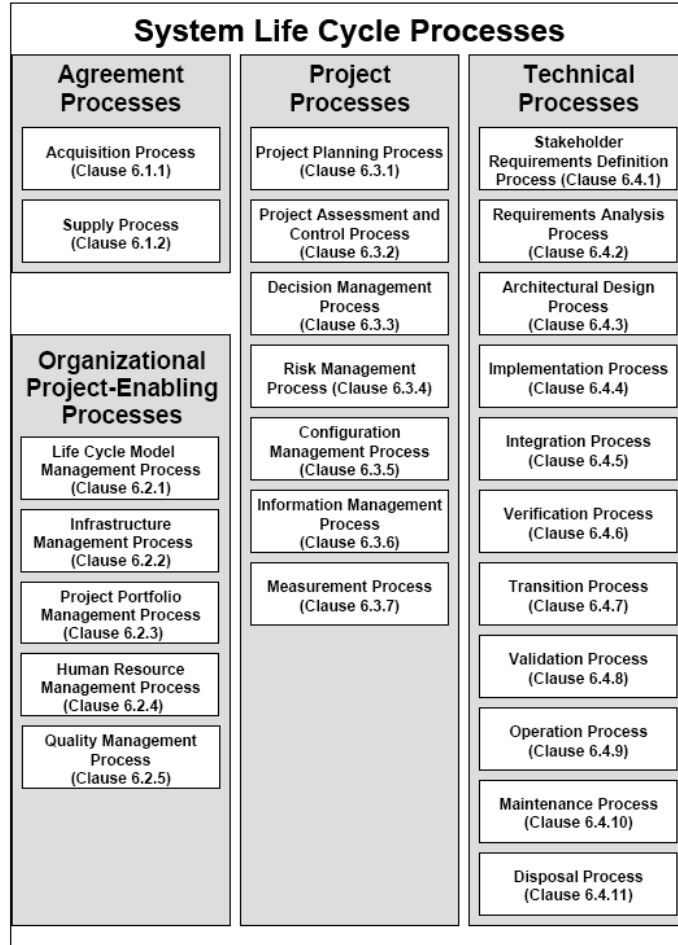 System Life Cycle Processes
Agreement
Processes
Acquisition Process
(Clause 6.1.1)
Supply Process
(Clause 6.1.2)
Organizational
Project-Enabling
Processes
Life Cycle Model
Management Process
(Clause 6.2.1)
Infrastructure
Management Process
(Clause 6.2.2)
Project Portfolio
Management Process
(Clause 6.2.3)
Human Resource
Management Process
(Clause 6.2.4)
Quality Management
Process
(Clause 6.2.5)
Project
Processes
Project Planning Process
(Clause 6.3.1)
Project Assessment and
Control Process
(Clause 6.3.2)
Decision Management
Process
(Clause 6.3.3)
Risk Management
Process (Clause 6.3.4)
Configuration
Management Process
(Clause 6.3.5)
Information Management
Process
(Clause 6.3.6)
Measurement Process
(Clause 6.3.7)
Technical
Processes
Stakeholder
Requirements Definition
Process (Clause 6.4.1)
Requirements Analysis
Process
(Clause 6.4.2)
Architectural Design
Process
(Clause 6.4.3)
Implementation Process
(Clause 6.4.4)
Integration Process
(Clause 6.4.5)
Verification Process
(Clause 6.4.6)
Transition Process
(Clause 6.4.7)
Validation Process
(Clause 6.4.8)
Operation Process
(Clause 6.4.9)
Maintenance Process
(Clause 6.4.10)
Disposal Process
(Clause 6.4.11)